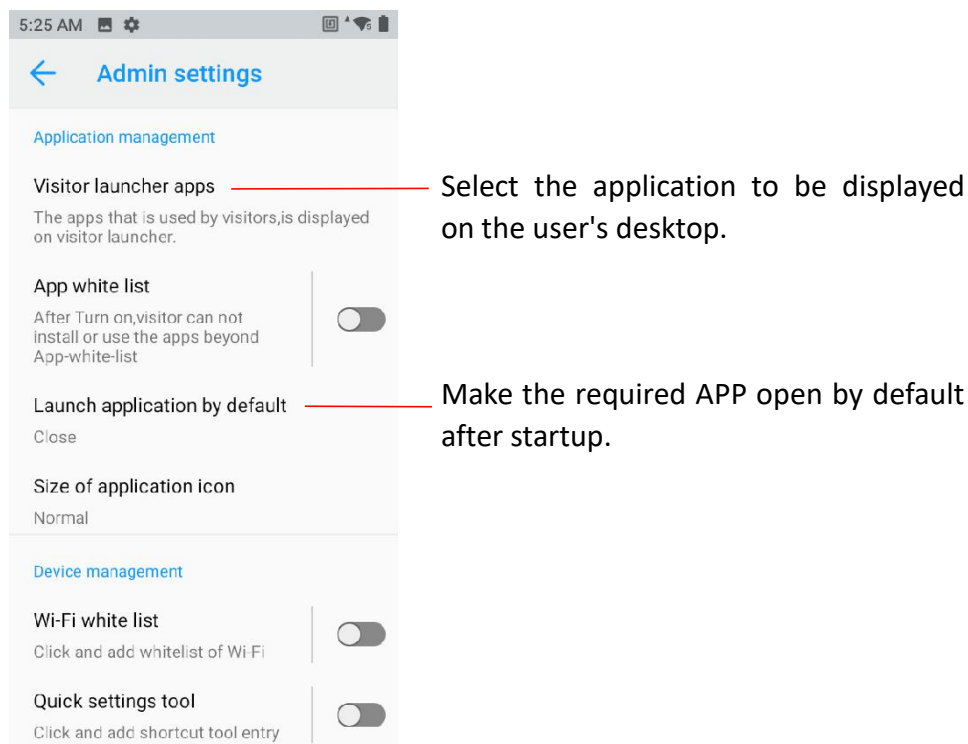 5:25 AM
Admin settings
Application management
Visitor launcher apps
The apps that is used by visitors,is displayed
on visitor launcher.
Select the application to be displayed
on the user's desktop.
App white list
After Turn on,visitor can not
install or use the apps beyond
App-white-list
Launch application by default
Close
Make the required APP open by default
after startup.
Size of application icon
Normal
Device management
Wi-Fi white list
Click and add whitelist of Wi-Fi
Quick settings tool
Click and add shortcut tool entry